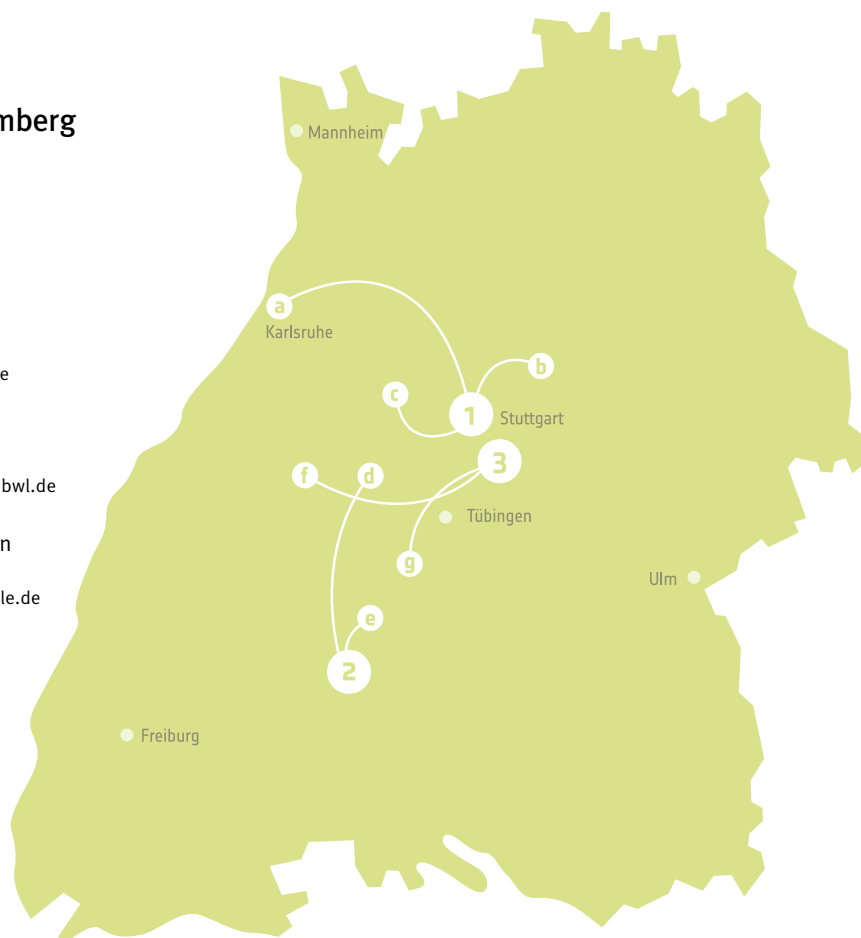 mberg
Mannheim
a
Karlsruhe
b
e
c
1
Stuttgart
3
f
d
bwl.de
Tübingen
n
g
Ulm
le.de
e
2
Freiburg